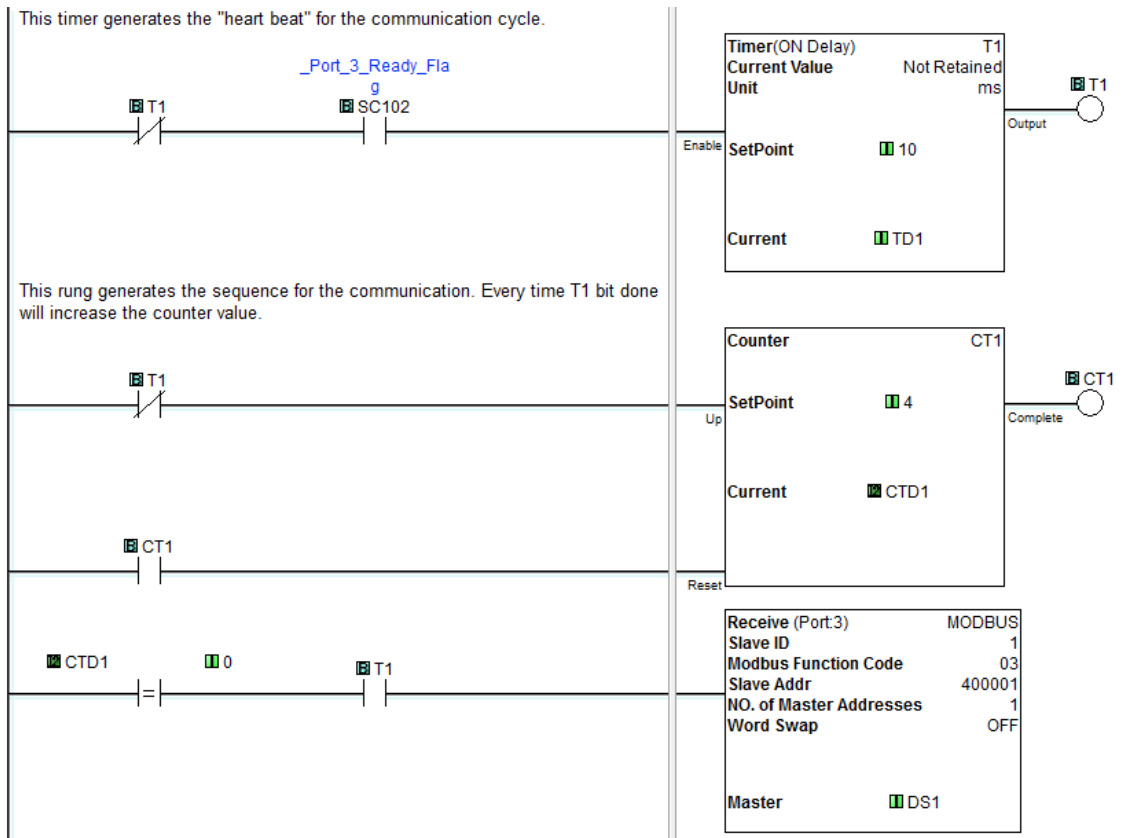 This timer generates the "heart beat" for the communication cycle.
_Port_3_Ready_Fla
g
B T1
B SC102
Timer(ON Delay) T1
Current Value Not Retained
Unit ms
B T1
Output
Enable
SetPoint I 10
Current I TD1
This rung generates the sequence for the communication. Every time T1 bit done
will increase the counter value.
Counter CT1
B T1
B CT1
Up
SetPoint I 4
Complete
Current I2 CTD1
B CT1
Reset
Receive (Port:3) MODBUS
Slave ID 1
Modbus Function Code 03
Slave Addr 400001
NO. of Master Addresses 1
Word Swap OFF
I2 CTD1 I 0 B T1
=
Master I DS1